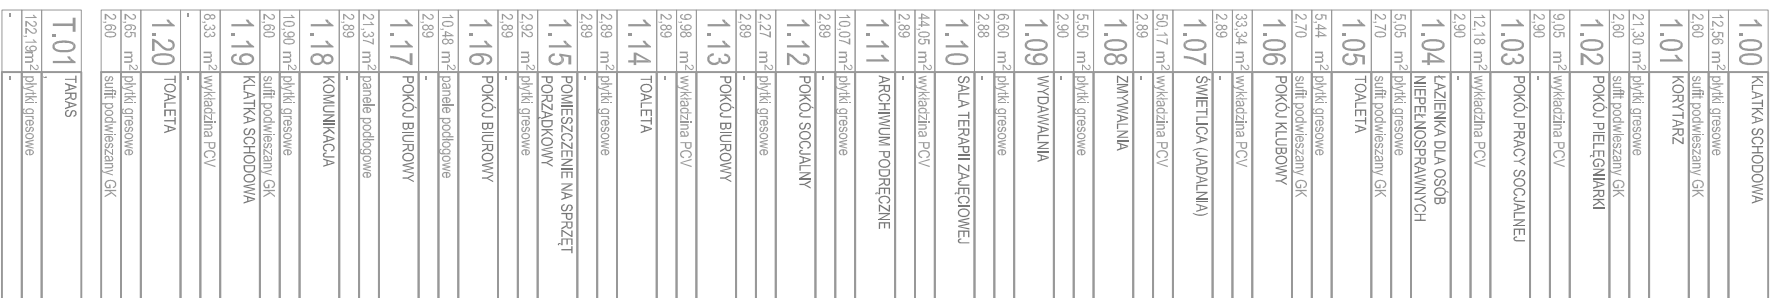 1.00 KLATKA SCHODOWA
12,56 m² płytki gresowe
2,60 sufit podwieszany GK
1.01 KORYTARZ
21,30 m² płytki gresowe
2,60 sufit podwieszany GK
1.02 POKÓJ PIELĘGNIARKI
9,05 m² wykładzina PCV
2,90 -
1.03 POKÓJ PRACY SOCJALNEJ
12,18 m² wykładzina PCV
2,90 -
1.04 ŁAZIENKA DLA OSÓB
NIEPEŁNOSPRAWNYCH
5,05 m² płytki gresowe
2,70 sufit podwieszany GK
1.05 TOALETA
5,44 m² płytki gresowe
2,70 sufit podwieszany GK
1.06 POKÓJ KLUBOWY
33,34 m² wykładzina PCV
2,89 -
1.07 ŚWIETLICA (JADALNIA)
50,17 m² wykładzina PCV
2,89 -
1.08 ZMYWALNIA
5,50 m² płytki gresowe
2,90 -
1.09 WYDAWALNIA
6,60 m² płytki gresowe
2,88 -
1.10 SALA TERAPII ZAJĘCIOWEJ
44,05 m² wykładzina PCV
2,89 -
1.11 ARCHIWUM PODRĘCZNE
10,07 m² płytki gresowe
2,89 -
1.12 POKÓJ SOCJALNY
2,27 m² płytki gresowe
2,89 -
1.13 POKÓJ BIUROWY
9,98 m² wykładzina PCV
2,89 -
1.14 TOALETA
2,89 m² płytki gresowe
2,89 -
1.15 POMIESZCZENIE NA SPRZĘT
PORZĄDKOWY
2,92 m² płytki gresowe
2,89 -
1.16 POKÓJ BIUROWY
10,48 m² panele podłogowe
2,89 -
1.17 POKÓJ BIUROWY
21,37 m² panele podłogowe
2,89 -
1.18 KOMUNIKACJA
10,90 m² płytki gresowe
2,60 sufit podwieszany GK
1.19 KLATKA SCHODOWA
8,33 m² wykładzina PCV
- -
1.20 TOALETA
2,65 m² płytki gresowe
2,60 sufit podwieszany GK
T.01 TARAS
122,19m² płytki gresowe
- -